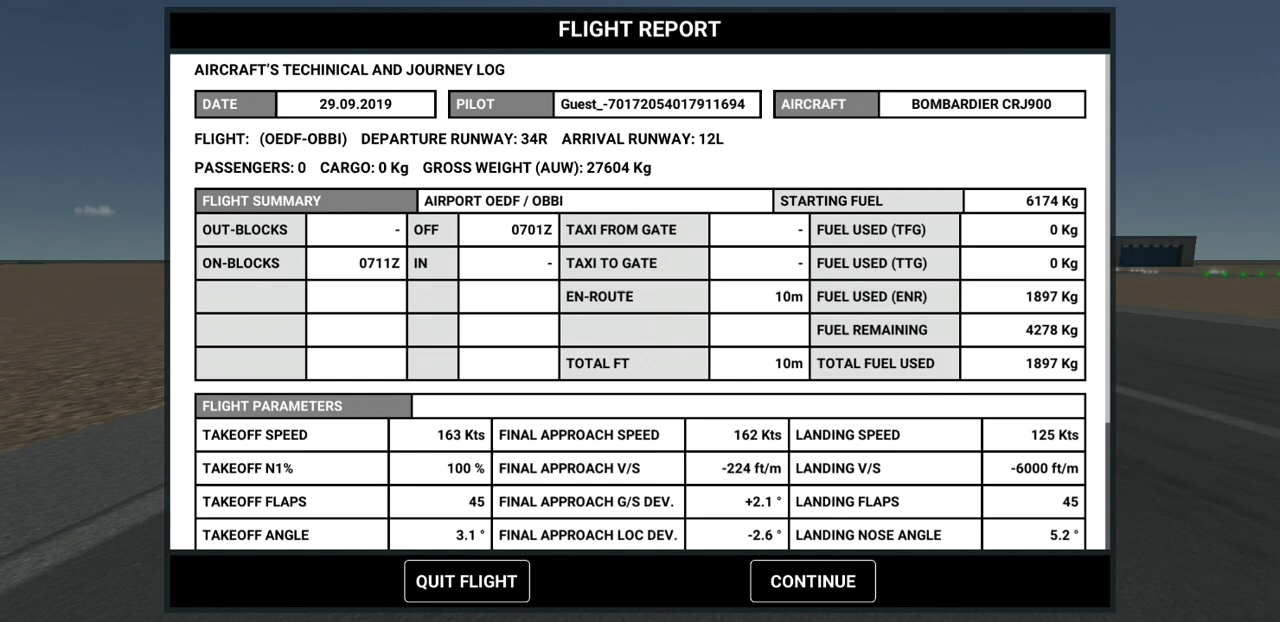 FLIGHT REPORT
AIRCRAFT'S TECHINICAL AND JOURNEY LOG
DATE 29.09.2019 PILOT Guest_-70172054017911694 AIRCRAFT BOMBARDIER CRJ900
FLIGHT: (OEDF-OBBI) DEPARTURE RUNWAY: 34R ARRIVAL RUNWAY: 12L
PASSENGERS: 0 CARGO: 0 Kg GROSS WEIGHT (AUW): 27604 Kg
FLIGHT SUMMARY AIRPORT OEDF / OBBI STARTING FUEL 6174 Kg
OUT-BLOCKS - OFF 0701Z TAXI FROM GATE - FUEL USED (TFG) 0 Kg
ON-BLOCKS 0711Z IN - TAXI TO GATE - FUEL USED (TTG) 0 Kg
EN-ROUTE 10m FUEL USED (ENR) 1897 Kg
FUEL REMAINING 4278 Kg
TOTAL FT 10m TOTAL FUEL USED 1897 Kg
FLIGHT PARAMETERS
TAKEOFF SPEED 163 Kts FINAL APPROACH SPEED 162 Kts LANDING SPEED 125 Kts
TAKEOFF N1% 100 % FINAL APPROACH V/S -224 ft/m LANDING V/S -6000 ft/m
TAKEOFF FLAPS 45 FINAL APPROACH G/S DEV. +2.1 ° LANDING FLAPS 45
TAKEOFF ANGLE 3.1 ° FINAL APPROACH LOC DEV. -2.6 ° LANDING NOSE ANGLE 5.2 °
QUIT FLIGHT CONTINUE